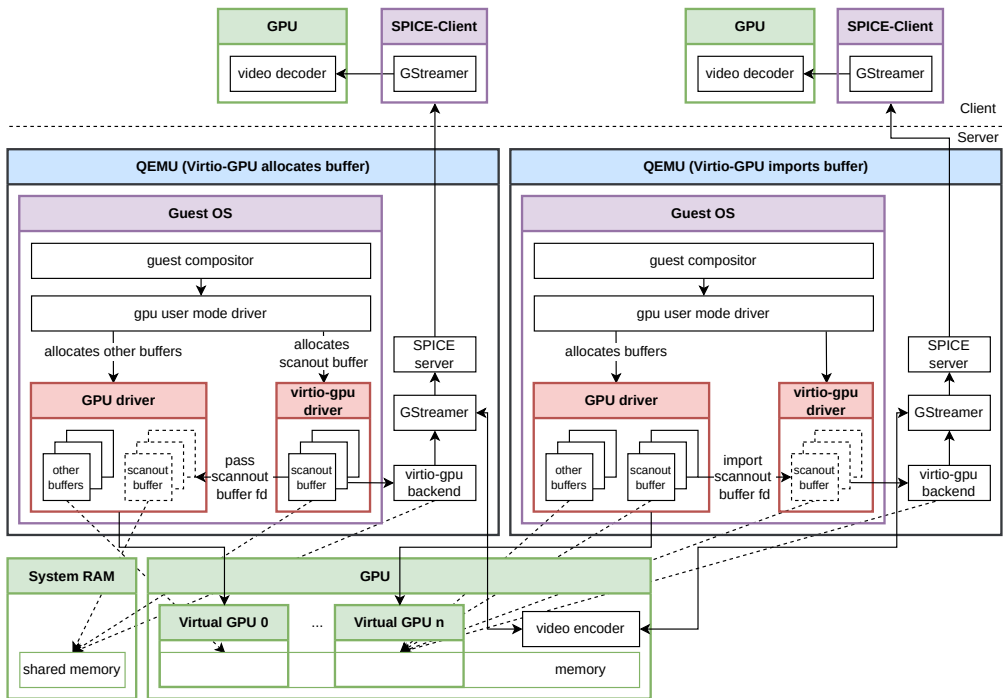 GPU
SPICE-Client
video decoder
GStreamer
GPU
SPICE-Client
video decoder
GStreamer
Client
Server
QEMU (Virtio-GPU allocates buffer)
Guest OS
guest compositor
gpu user mode driver
allocates other buffers
allocates
scanout buffer
GPU driver
virtio-gpu
driver
other
buffers
scanout
buffer
pass
scannout
buffer fd
scanout
buffer
SPICE
server
GStreamer
virtio-gpu
backend
QEMU (Virtio-GPU imports buffer)
Guest OS
guest compositor
gpu user mode driver
allocates buffers
GPU driver
virtio-gpu
driver
other
buffers
scanout
buffer
import
scannout
buffer fd
scanout
buffer
SPICE
server
GStreamer
virtio-gpu
backend
System RAM
shared memory
GPU
Virtual GPU 0
...
Virtual GPU n
memory
video encoder